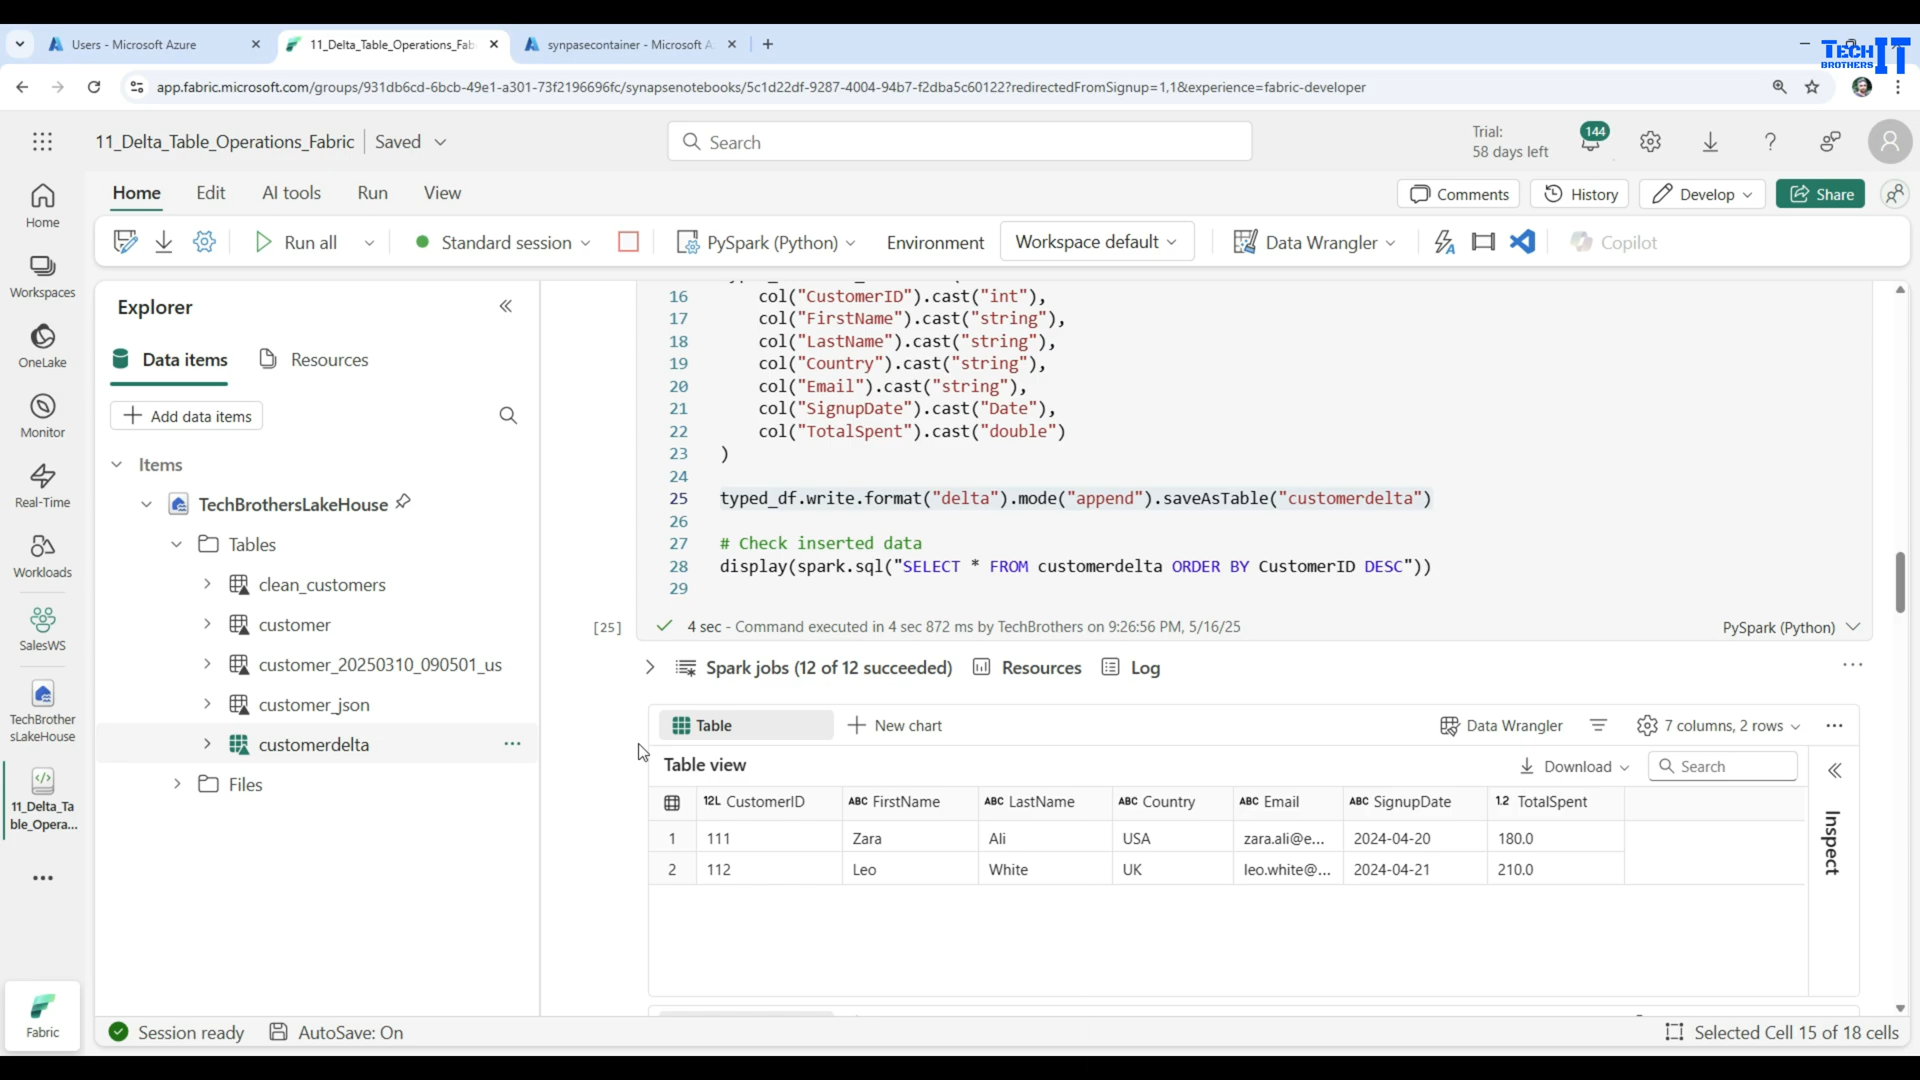 Users - Microsoft Azure
11_Delta_Table_Operations_Fab
synpasecontainer - Microsoft A
TECH IT
BROTHERS
app.fabric.microsoft.com/groups/931db6cd-6bcb-49e1-a301-73f2196696fc/synapsenotebooks/5c1d22df-9287-4004-94b7-f2dba5c60122?redirectedFromSignup=1,1&experience=fabric-developer
11_Delta_Table_Operations_Fabric
Saved
Search
Trial:
58 days left
144
Home
Edit
AI tools
Run
View
Comments
History
Develop
Share
Run all
Standard session
PySpark (Python)
Environment
Workspace default
Data Wrangler
Copilot
Home
Workspaces
OneLake
Monitor
Real-Time
Workloads
SalesWS
TechBrother
sLakeHouse
11_Delta_Ta
ble_Opera...
Fabric
Explorer
Data items
Resources
Add data items
Items
TechBrothersLakeHouse
Tables
clean_customers
customer
customer_20250310_090501_us
customer_json
customerdelta
Files
16 col("CustomerID").cast("int"),
17 col("FirstName").cast("string"),
18 col("LastName").cast("string"),
19 col("Country").cast("string"),
20 col("Email").cast("string"),
21 col("SignupDate").cast("Date"),
22 col("TotalSpent").cast("double")
23 )
24
25 typed_df.write.format("delta").mode("append").saveAsTable("customerdelta")
26
27 # Check inserted data
28 display(spark.sql("SELECT * FROM customerdelta ORDER BY CustomerID DESC"))
29
[25]
4 sec - Command executed in 4 sec 872 ms by TechBrothers on 9:26:56 PM, 5/16/25
PySpark (Python)
Spark jobs (12 of 12 succeeded)
Resources
Log
Table
New chart
Data Wrangler
7 columns, 2 rows
Table view
Download
Search
Inspect
12L CustomerID ABC FirstName ABC LastName ABC Country ABC Email ABC SignupDate 1.2 TotalSpent
1 111 Zara Ali USA zara.ali@e... 2024-04-20 180.0
2 112 Leo White UK leo.white@... 2024-04-21 210.0
Session ready
AutoSave: On
Selected Cell 15 of 18 cells